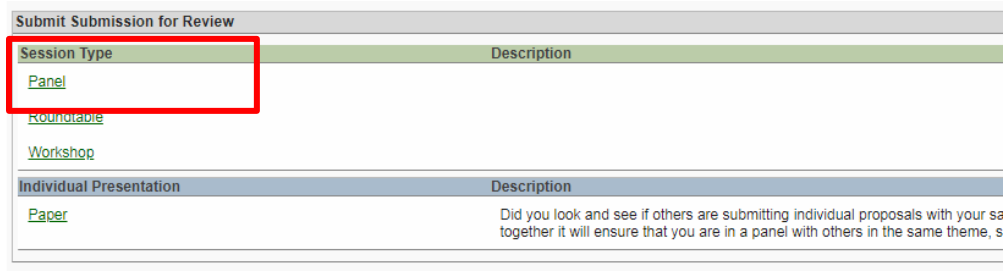 Submit Submission for Review
Session Type Description
Panel
Roundtable
Workshop
Individual Presentation Description
Paper Did you look and see if others are submitting individual proposals with your
together it will ensure that you are in a panel with others in the same theme,